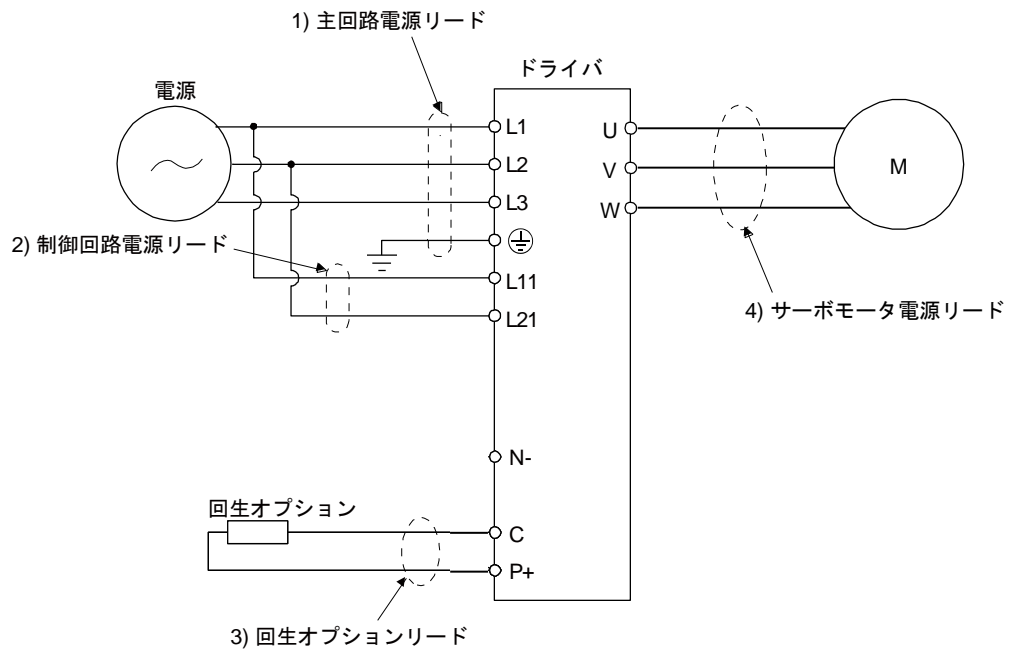 1) 主回路電源リード
ドライバ
電源
L1
U
L2
V
M
L3
W
2) 制御回路電源リード
L11
4) サーボモータ電源リード
L21
N-
回生オプション
C
P+
3) 回生オプションリード